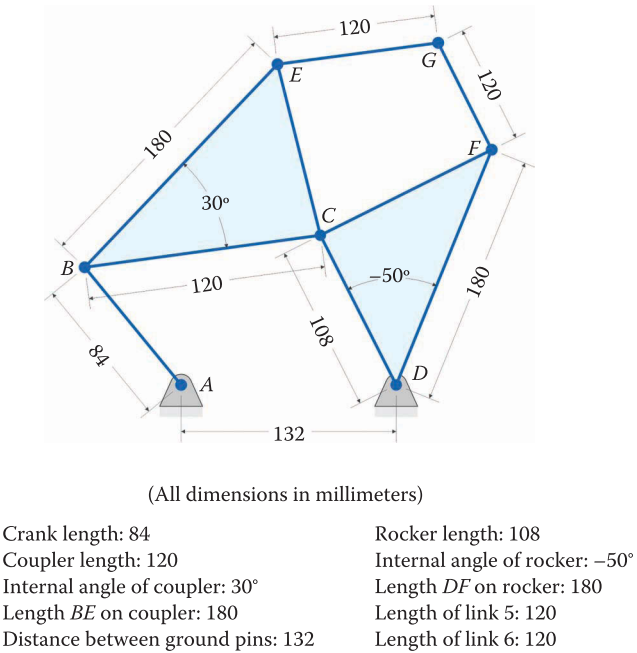 120
G
E
120
180
F
30°
C
–50°
B
120
180
108
D
84
A
132
(All dimensions in millimeters)
Crank length: 84
Coupler length: 120
Internal angle of coupler: 30°
Length BE on coupler: 180
Distance between ground pins: 132
Rocker length: 108
Internal angle of rocker: –50°
Length DF on rocker: 180
Length of link 5: 120
Length of link 6: 120